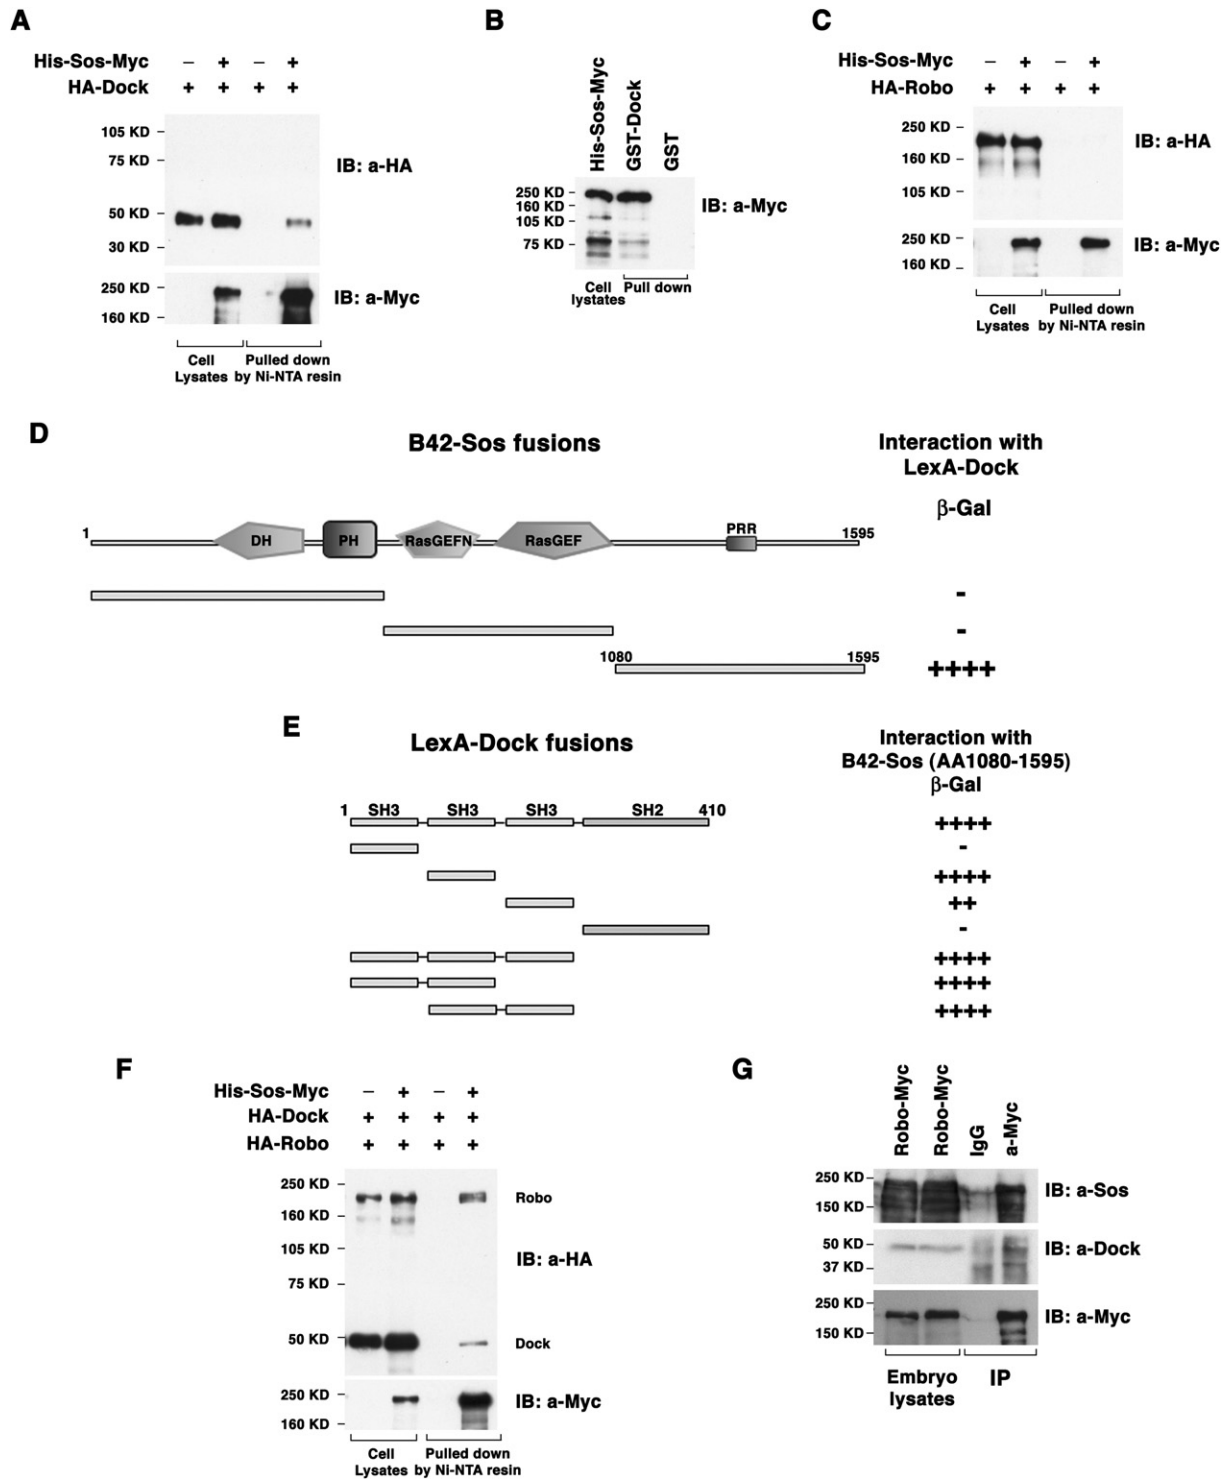 A
His-Sos-Myc – + – +
HA-Dock + + + +
105 KD
75 KD
50 KD
30 KD
IB: a-HA
250 KD
160 KD
IB: a-Myc
Cell Lysates
Pulled down by Ni-NTA resin
B
His-Sos-Myc
GST-Dock
GST
250 KD
160 KD
105 KD
75 KD
IB: a-Myc
Cell lystates
Pull down
C
His-Sos-Myc – + – +
HA-Robo + + + +
250 KD
160 KD
105 KD
IB: a-HA
250 KD
160 KD
IB: a-Myc
Cell Lysates
Pulled down by Ni-NTA resin
D
B42-Sos fusions
Interaction with
LexA-Dock
β-Gal
1 DH PH RasGEFN RasGEF PRR 1595
-
-
1080 1595
++++
E
LexA-Dock fusions
Interaction with
B42-Sos (AA1080-1595)
β-Gal
1 SH3 SH3 SH3 SH2 410
++++
-
++++
++
-
++++
++++
++++
F
His-Sos-Myc – + – +
HA-Dock + + + +
HA-Robo + + + +
250 KD
160 KD
105 KD
75 KD
50 KD
Robo
IB: a-HA
Dock
250 KD
160 KD
IB: a-Myc
Cell Lysates
Pulled down by Ni-NTA resin
G
Robo-Myc
Robo-Myc
IgG
a-Myc
250 KD
150 KD
IB: a-Sos
50 KD
37 KD
IB: a-Dock
250 KD
150 KD
IB: a-Myc
Embryo lysates
IP